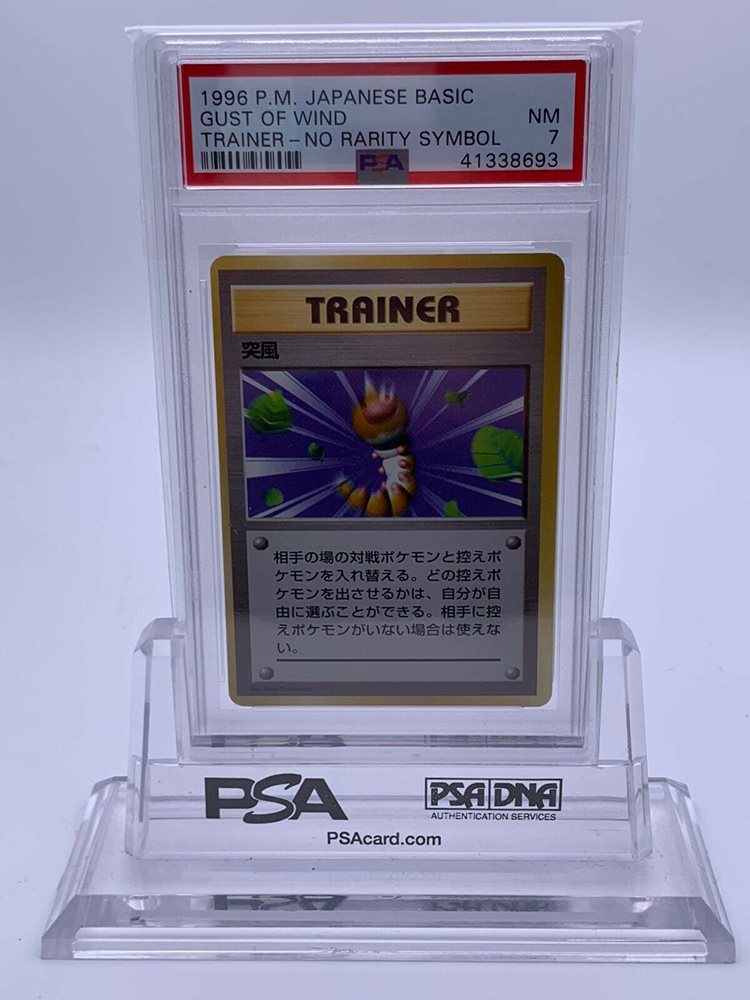 1996 P.M. JAPANESE BASIC
GUST OF WIND NM
TRAINER – NO RARITY SYMBOL 7
PSA 41338693
TRAINER
突風
相手の場の対戦ポケモンと控えポ
ケモンを入れ替える。どの控えポ
ケモンを出させるかは、自分が自
由に選ぶことができる。相手に控
えポケモンがいない場合は使えな
い。
PSA PSA DNA
AUTHENTICATION SERVICES
PSAcard.com